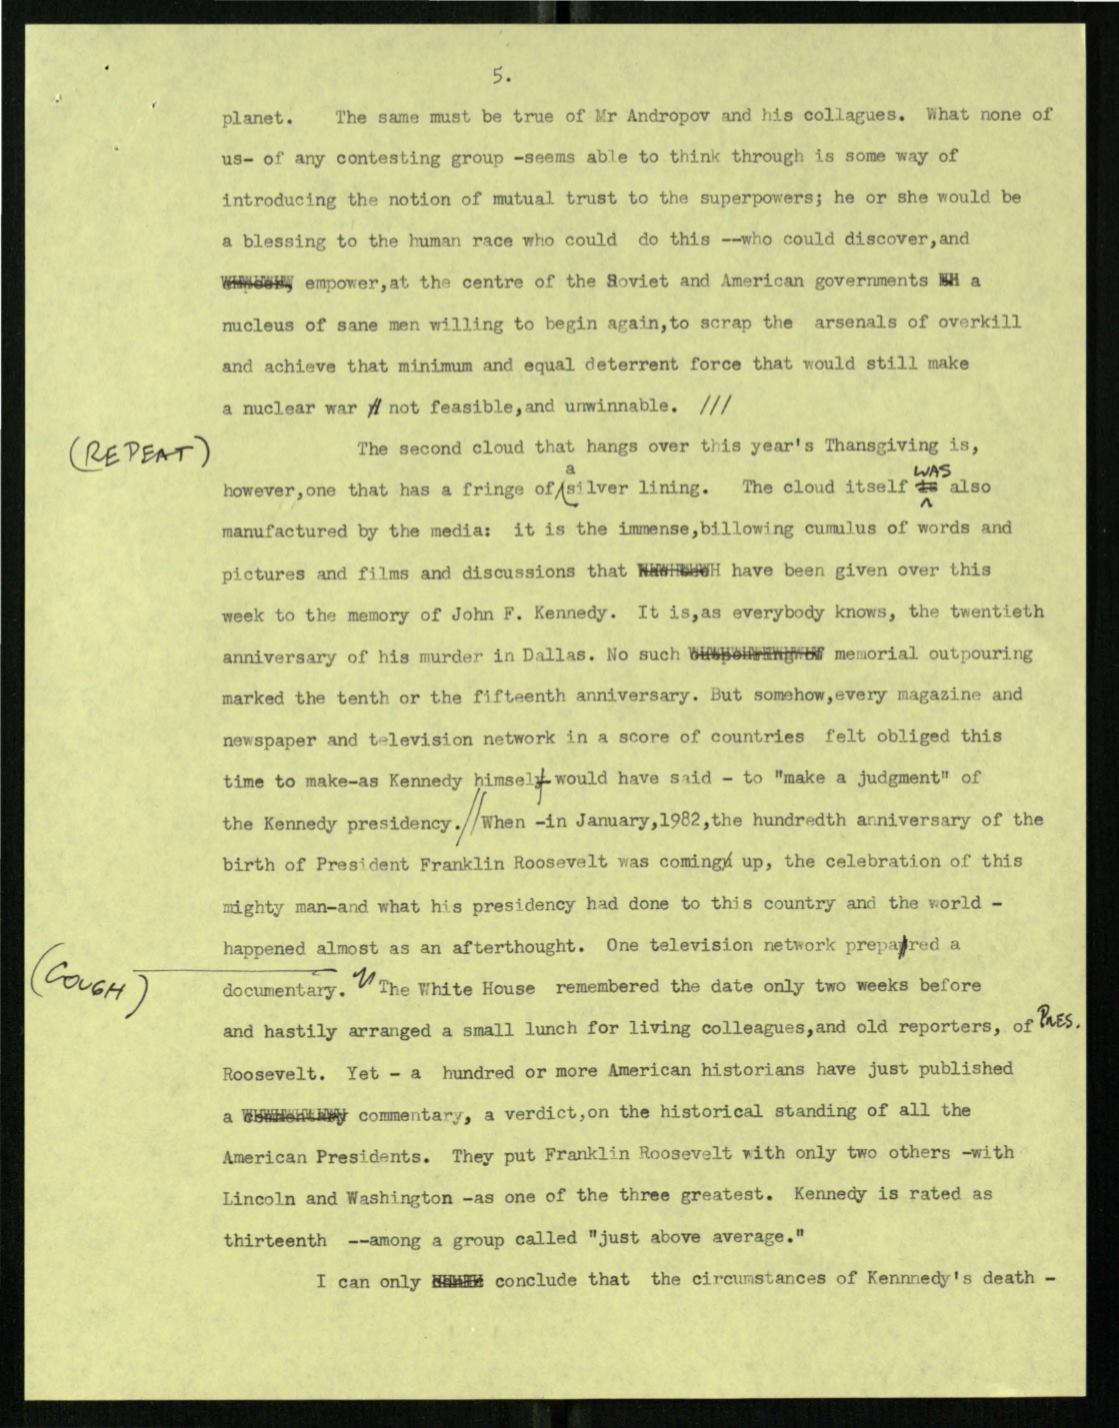 5.
planet. The same must be true of Mr Andropov and his collagues. What none of
us- of any contesting group -seems able to think through is some way of
introducing the notion of mutual trust to the superpowers; he or she would be
a blessing to the human race who could do this --who could discover,and
empower,at the centre of the Soviet and American governments a
nucleus of sane men willing to begin again,to scrap the arsenals of overkill
and achieve that minimum and equal deterrent force that would still make
a nuclear war not feasible,and unwinnable. ///
(REPEAT) The second cloud that hangs over this year's Thansgiving is,
a WAS
however,one that has a fringe of silver lining. The cloud itself is also
manufactured by the media: it is the immense,billowing cumulus of words and
pictures and films and discussions that have been given over this
week to the memory of John F. Kennedy. It is,as everybody knows, the twentieth
anniversary of his murder in Dallas. No such memorial outpouring
marked the tenth or the fifteenth anniversary. But somehow,every magazine and
newspaper and television network in a score of countries felt obliged this
time to make-as Kennedy himself would have said - to "make a judgment" of
the Kennedy presidency.//When -in January,1982,the hundredth anniversary of the
birth of President Franklin Roosevelt was coming up, the celebration of this
mighty man-and what his presidency had done to this country and the world -
happened almost as an afterthought. One television network prepared a
(COUGH) documentary. The White House remembered the date only two weeks before
and hastily arranged a small lunch for living colleagues,and old reporters, of PRES.
Roosevelt. Yet - a hundred or more American historians have just published
a commentary, a verdict,on the historical standing of all the
American Presidents. They put Franklin Roosevelt with only two others -with
Lincoln and Washington -as one of the three greatest. Kennedy is rated as
thirteenth --among a group called "just above average."
I can only conclude that the circumstances of Kennnedy's death -